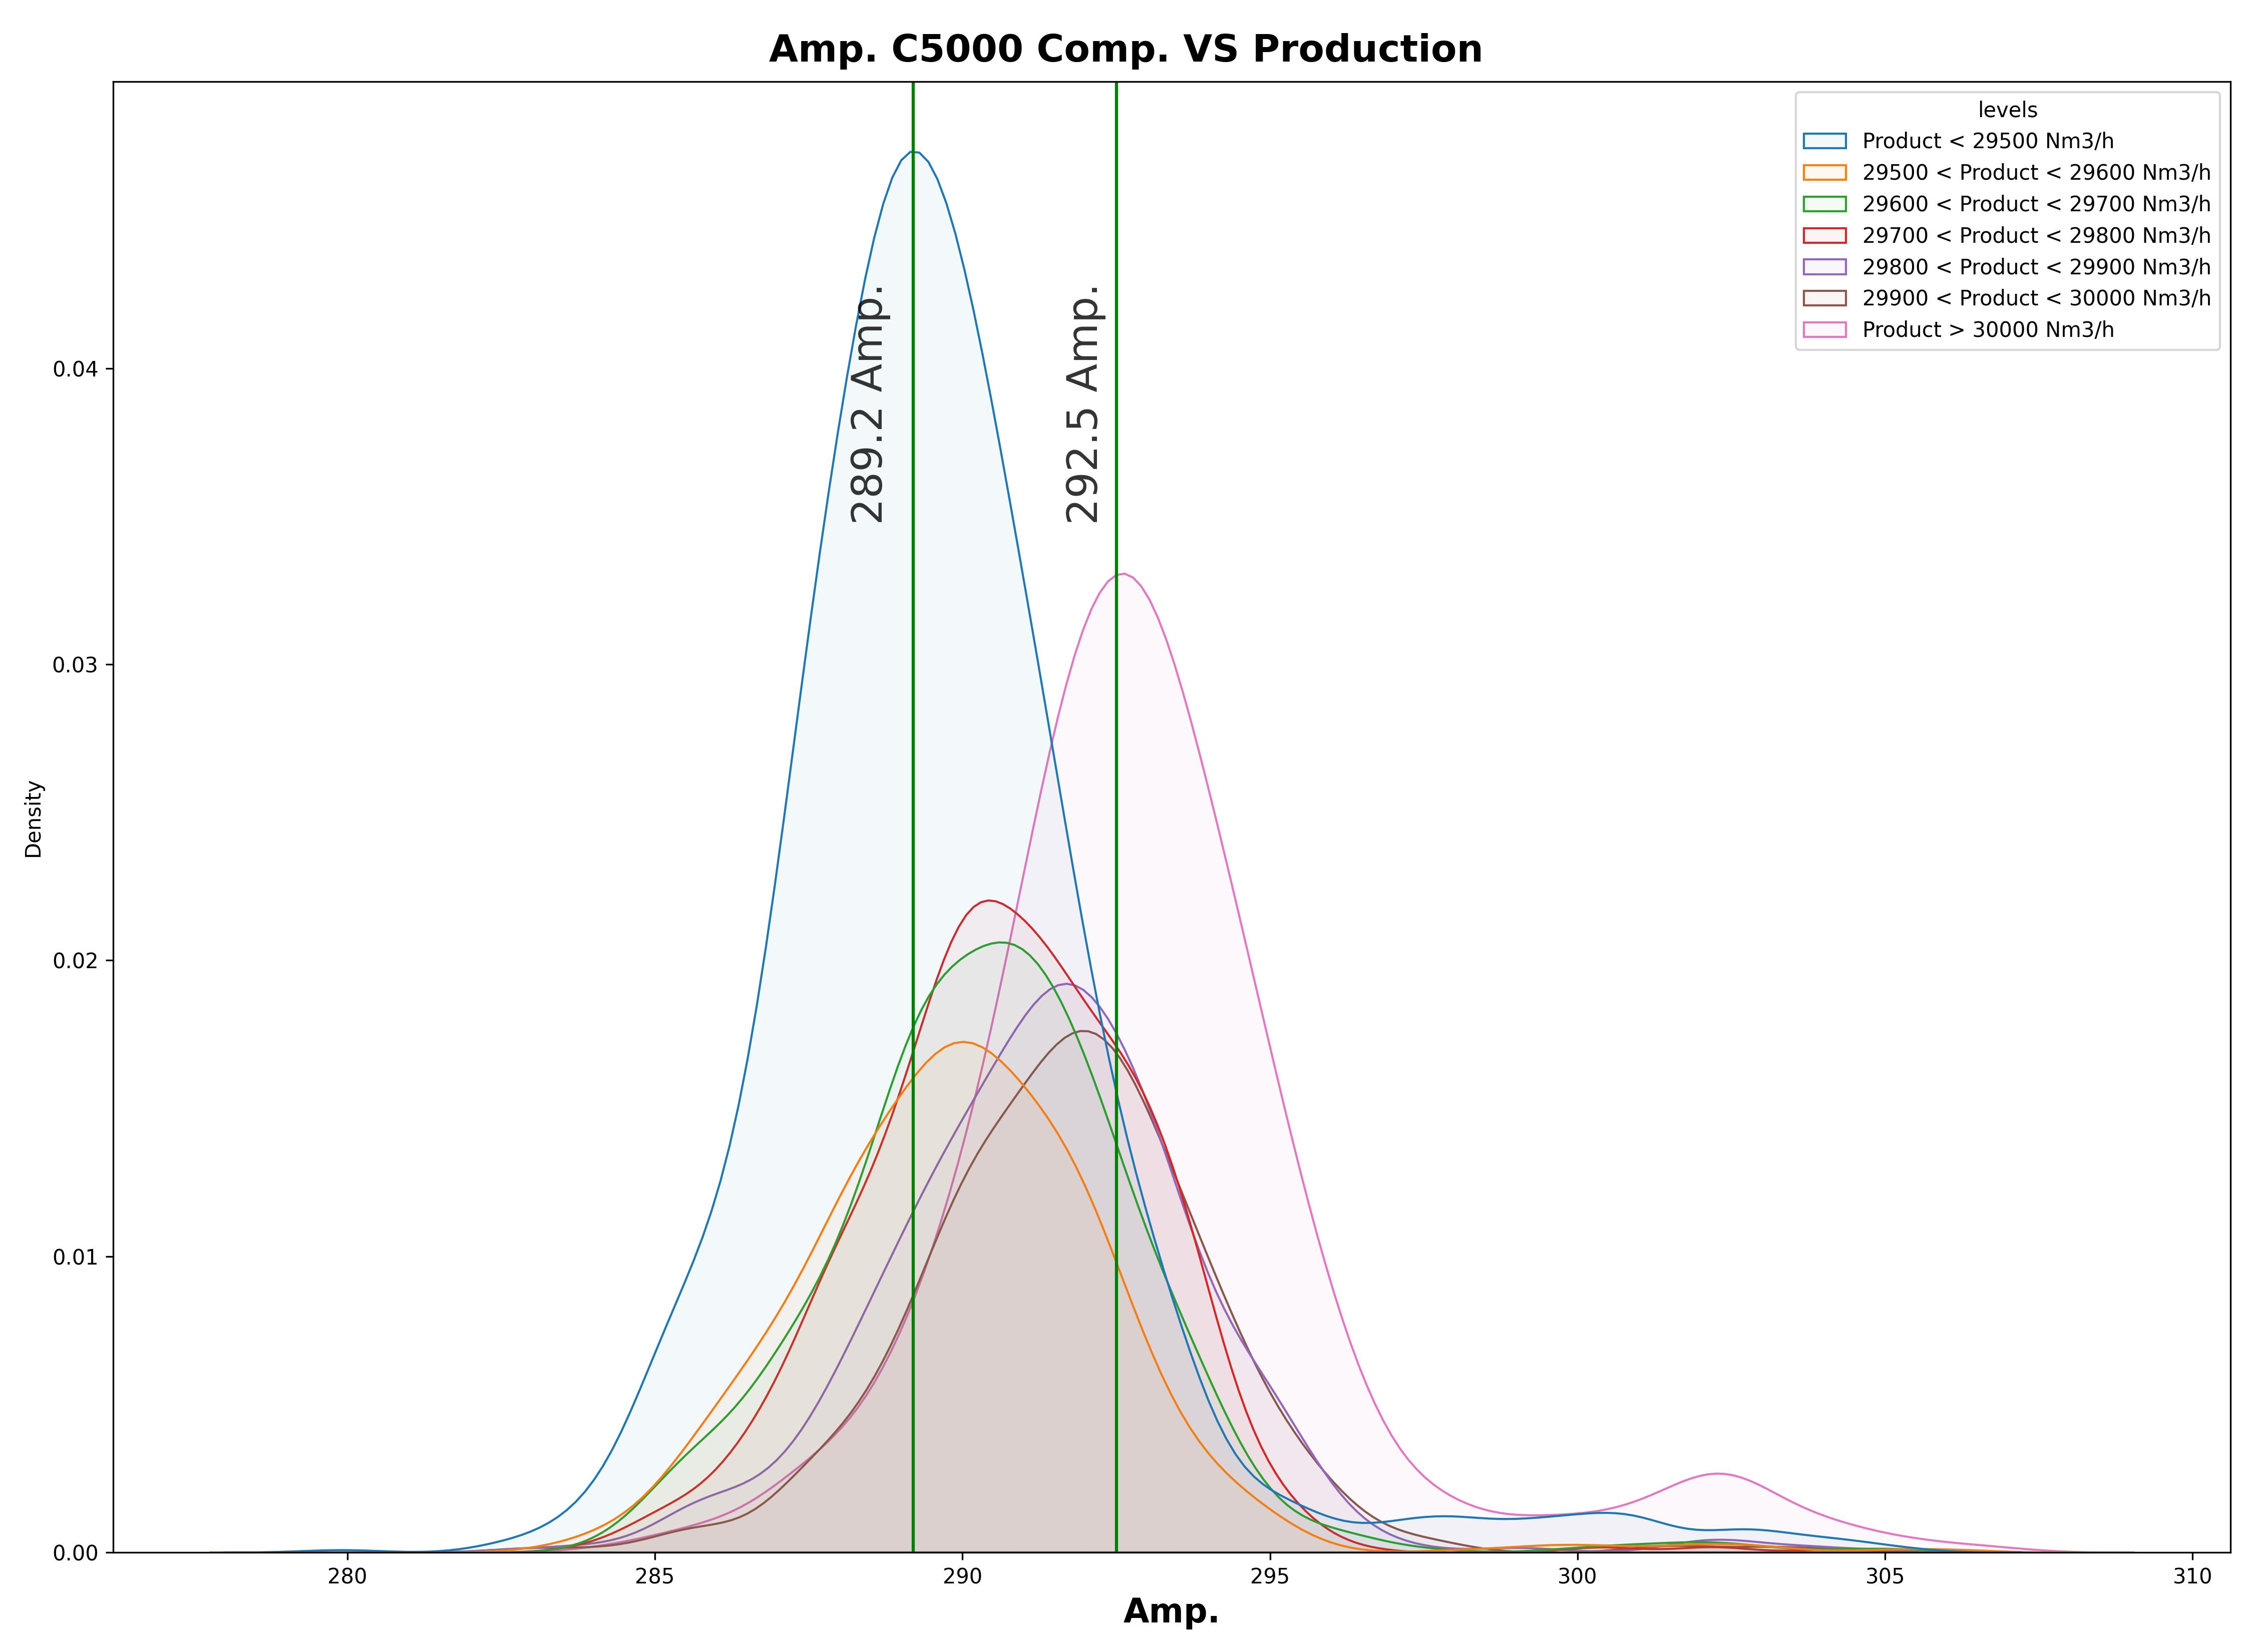 Amp. C5000 Comp. VS Production
levels
Product < 29500 Nm3/h
29500 < Product < 29600 Nm3/h
29600 < Product < 29700 Nm3/h
29700 < Product < 29800 Nm3/h
29800 < Product < 29900 Nm3/h
29900 < Product < 30000 Nm3/h
Product > 30000 Nm3/h
289.2 Amp.
292.5 Amp.
Density
0.04
0.03
0.02
0.01
0.00
280
285
290
295
300
305
310
Amp.